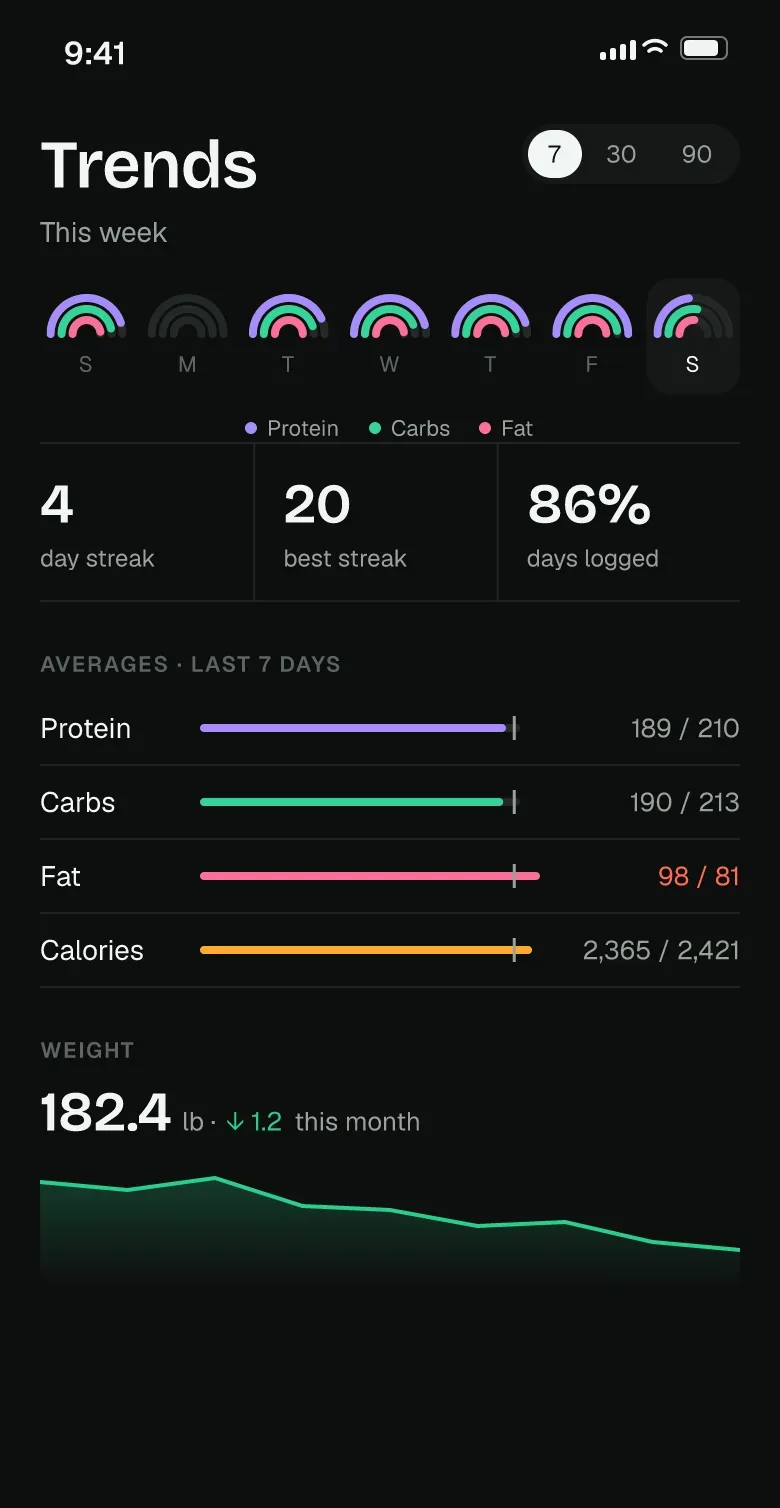 9:41
Trends
7 30 90
This week
S M T W T F S
Protein Carbs Fat
4 20 86%
day streak best streak days logged
AVERAGES · LAST 7 DAYS
Protein 189 / 210
Carbs 190 / 213
Fat 98 / 81
Calories 2,365 / 2,421
WEIGHT
182.4 lb · ↓ 1.2 this month